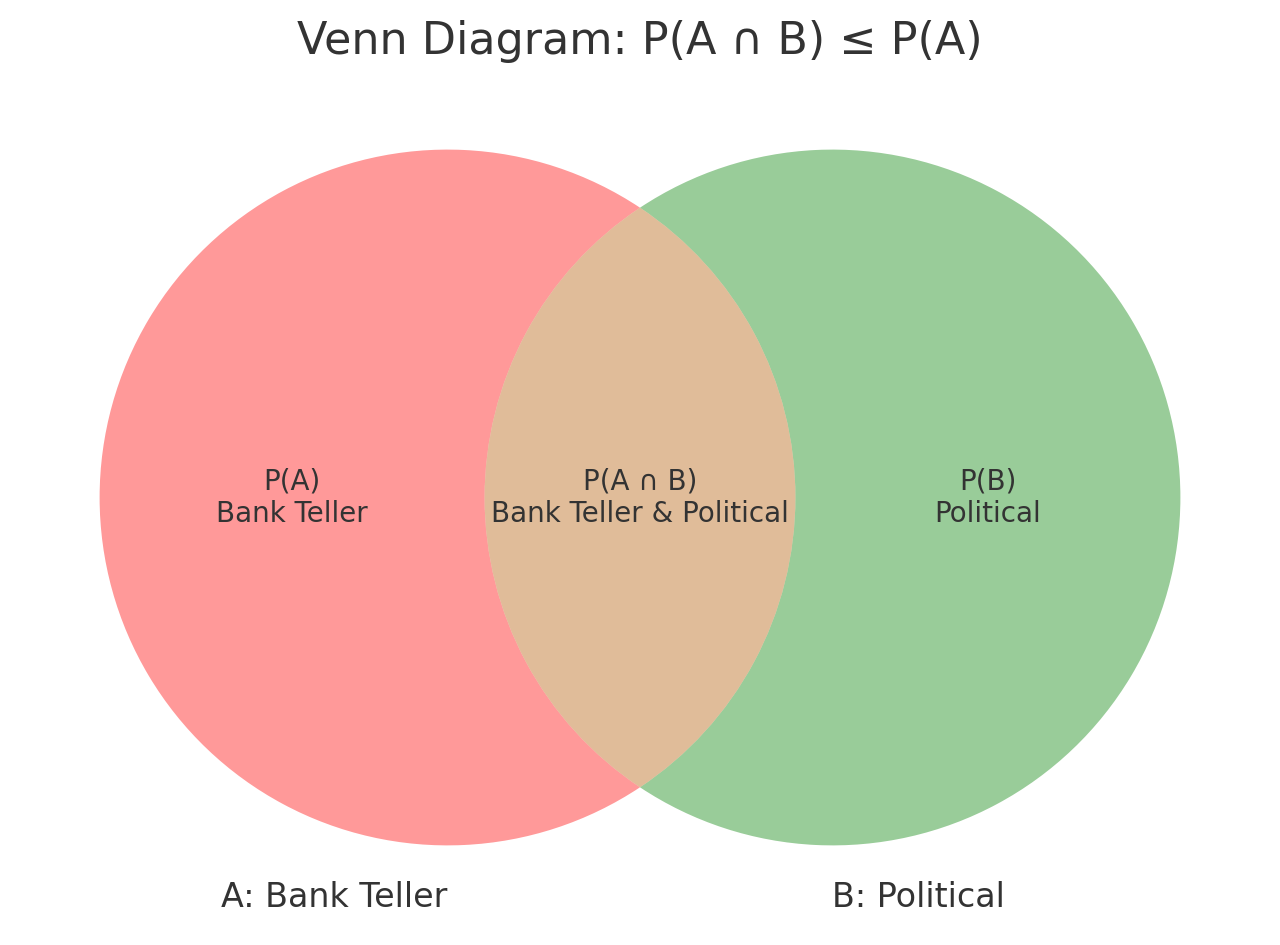 Venn Diagram: P(A ∩ B) ≤ P(A)
P(A)
Bank Teller
P(A ∩ B)
Bank Teller & Political
P(B)
Political
A: Bank Teller
B: Political